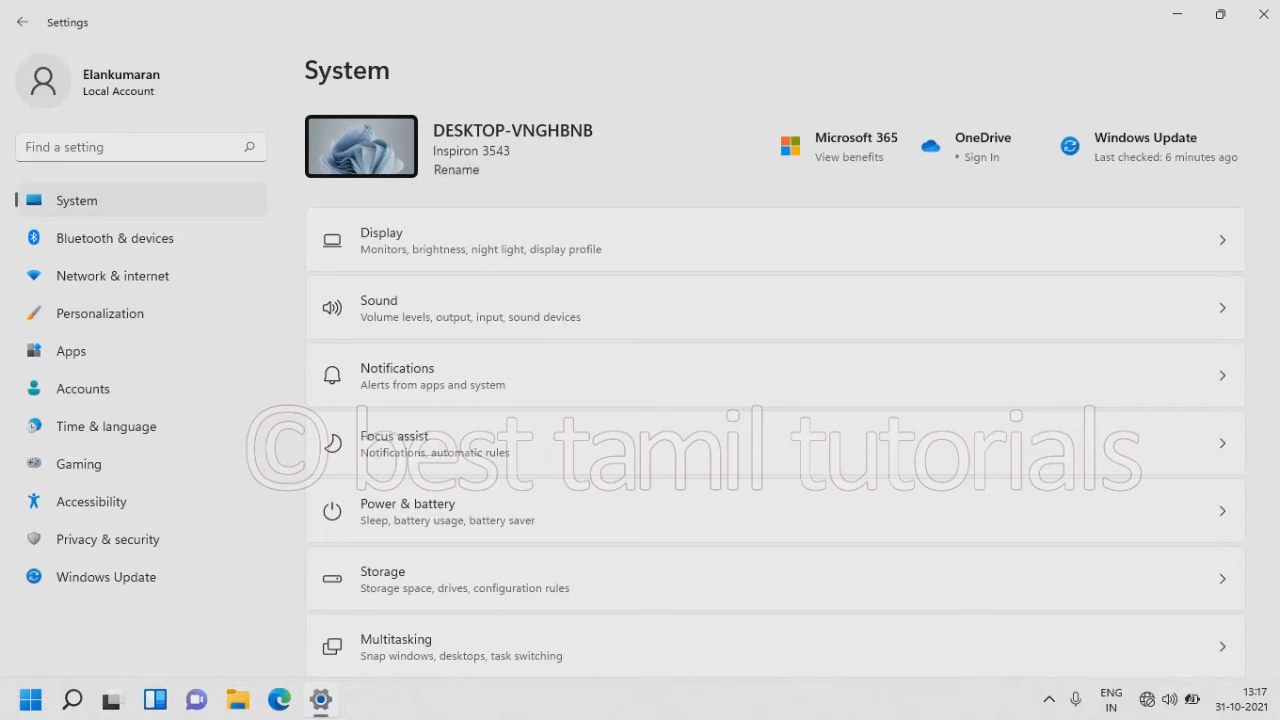 Settings
Elankumaran
Local Account
Find a setting
System
Bluetooth & devices
Network & internet
Personalization
Apps
Accounts
Time & language
Gaming
Accessibility
Privacy & security
Windows Update
System
DESKTOP-VNGHBNB
Inspiron 3543
Rename
Microsoft 365
View benefits
OneDrive
• Sign In
Windows Update
Last checked: 6 minutes ago
Display
Monitors, brightness, night light, display profile
Sound
Volume levels, output, input, sound devices
Notifications
Alerts from apps and system
Focus assist
Notifications, automatic rules
© best tamil tutorials
Power & battery
Sleep, battery usage, battery saver
Storage
Storage space, drives, configuration rules
Multitasking
Snap windows, desktops, task switching
ENG
IN
13:17
31-10-2021